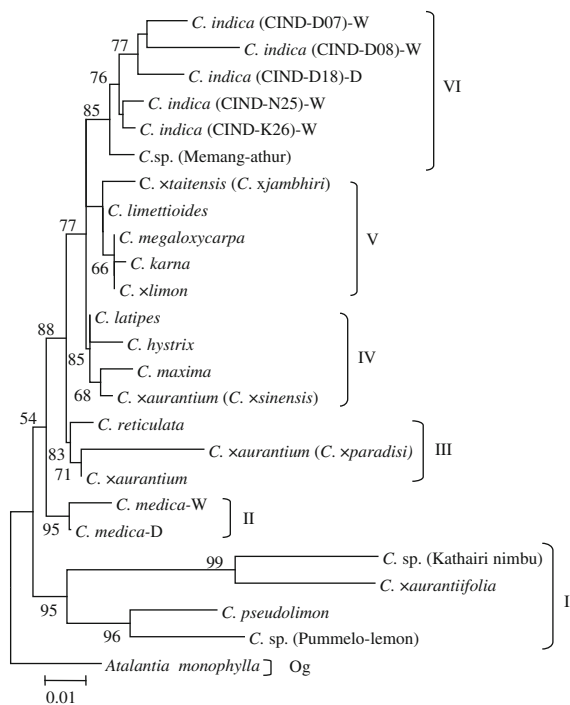 77
C. indica (CIND-D07)-W
C. indica (CIND-D08)-W
C. indica (CIND-D18)-D
76
C. indica (CIND-N25)-W
C. indica (CIND-K26)-W
85
C.sp. (Memang-athur)
VI
C. ×taitensis (C. xjambhiri)
C. limettioides
C. megaloxycarpa
C. karna
66
C. ×limon
V
77
C. latipes
C. hystrix
85
C. maxima
68
C. ×aurantium (C. ×sinensis)
IV
88
C. reticulata
83
C. ×aurantium (C. ×paradisi)
71
C. ×aurantium
III
54
C. medica-W
95
C. medica-D
II
99
C. sp. (Kathairi nimbu)
C. ×aurantiifolia
95
C. pseudolimon
96
C. sp. (Pummelo-lemon)
I
Atalantia monophylla
Og
0.01